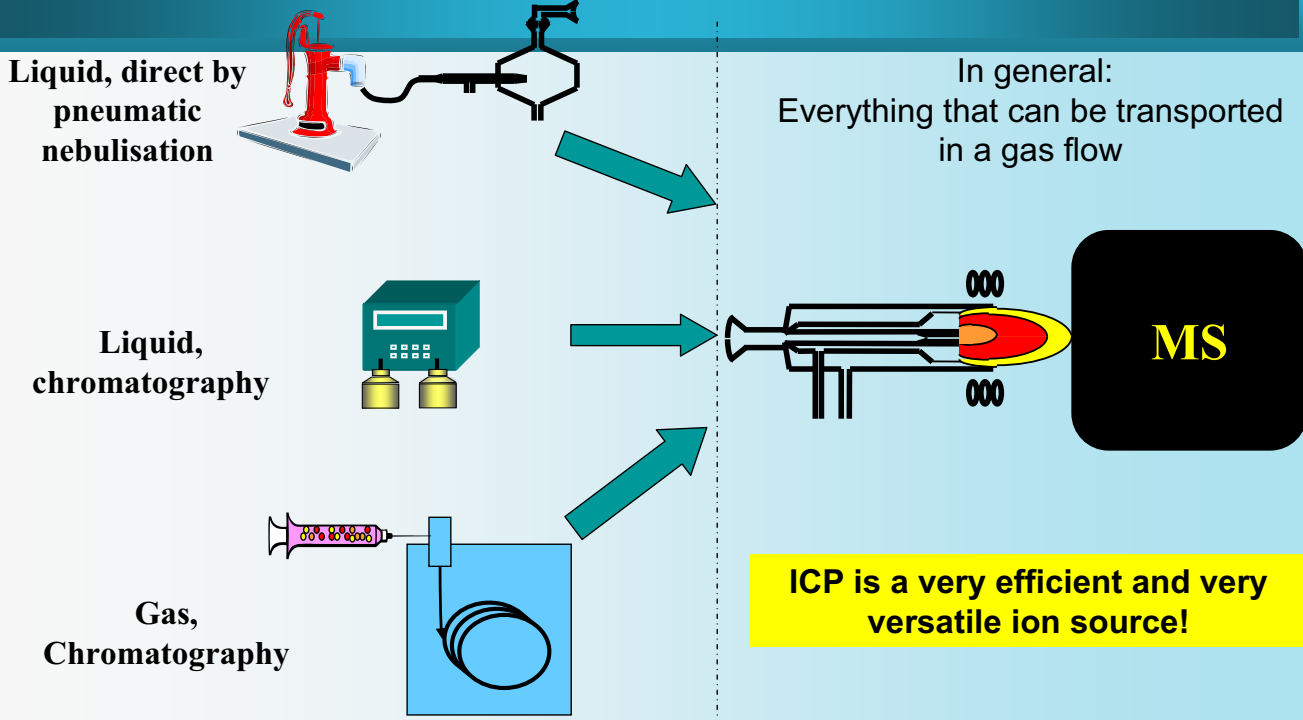 Liquid, direct by
pneumatic
nebulisation
In general:
Everything that can be transported
in a gas flow
Liquid,
chromatography
MS
Gas,
Chromatography
ICP is a very efficient and very
versatile ion source!